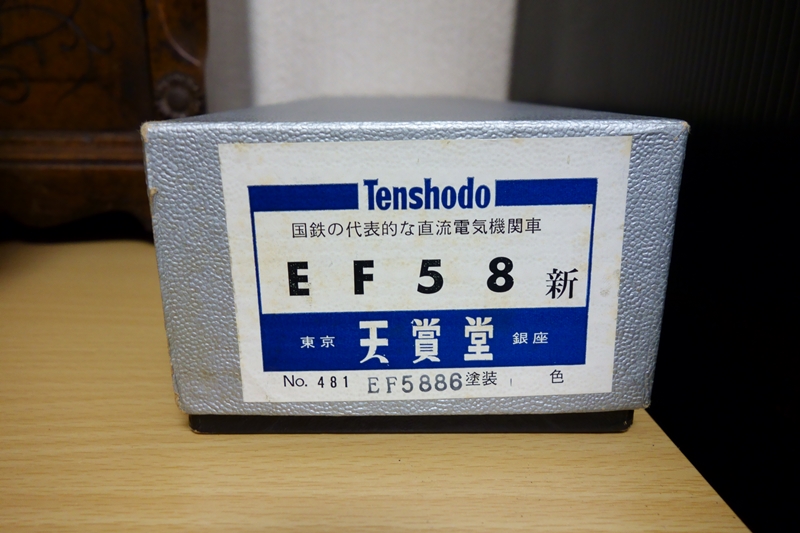 Tenshodo
国鉄の代表的な直流電気機関車
EF58 新
東京 天賞堂 銀座
No. 481 EF5886 塗装 色